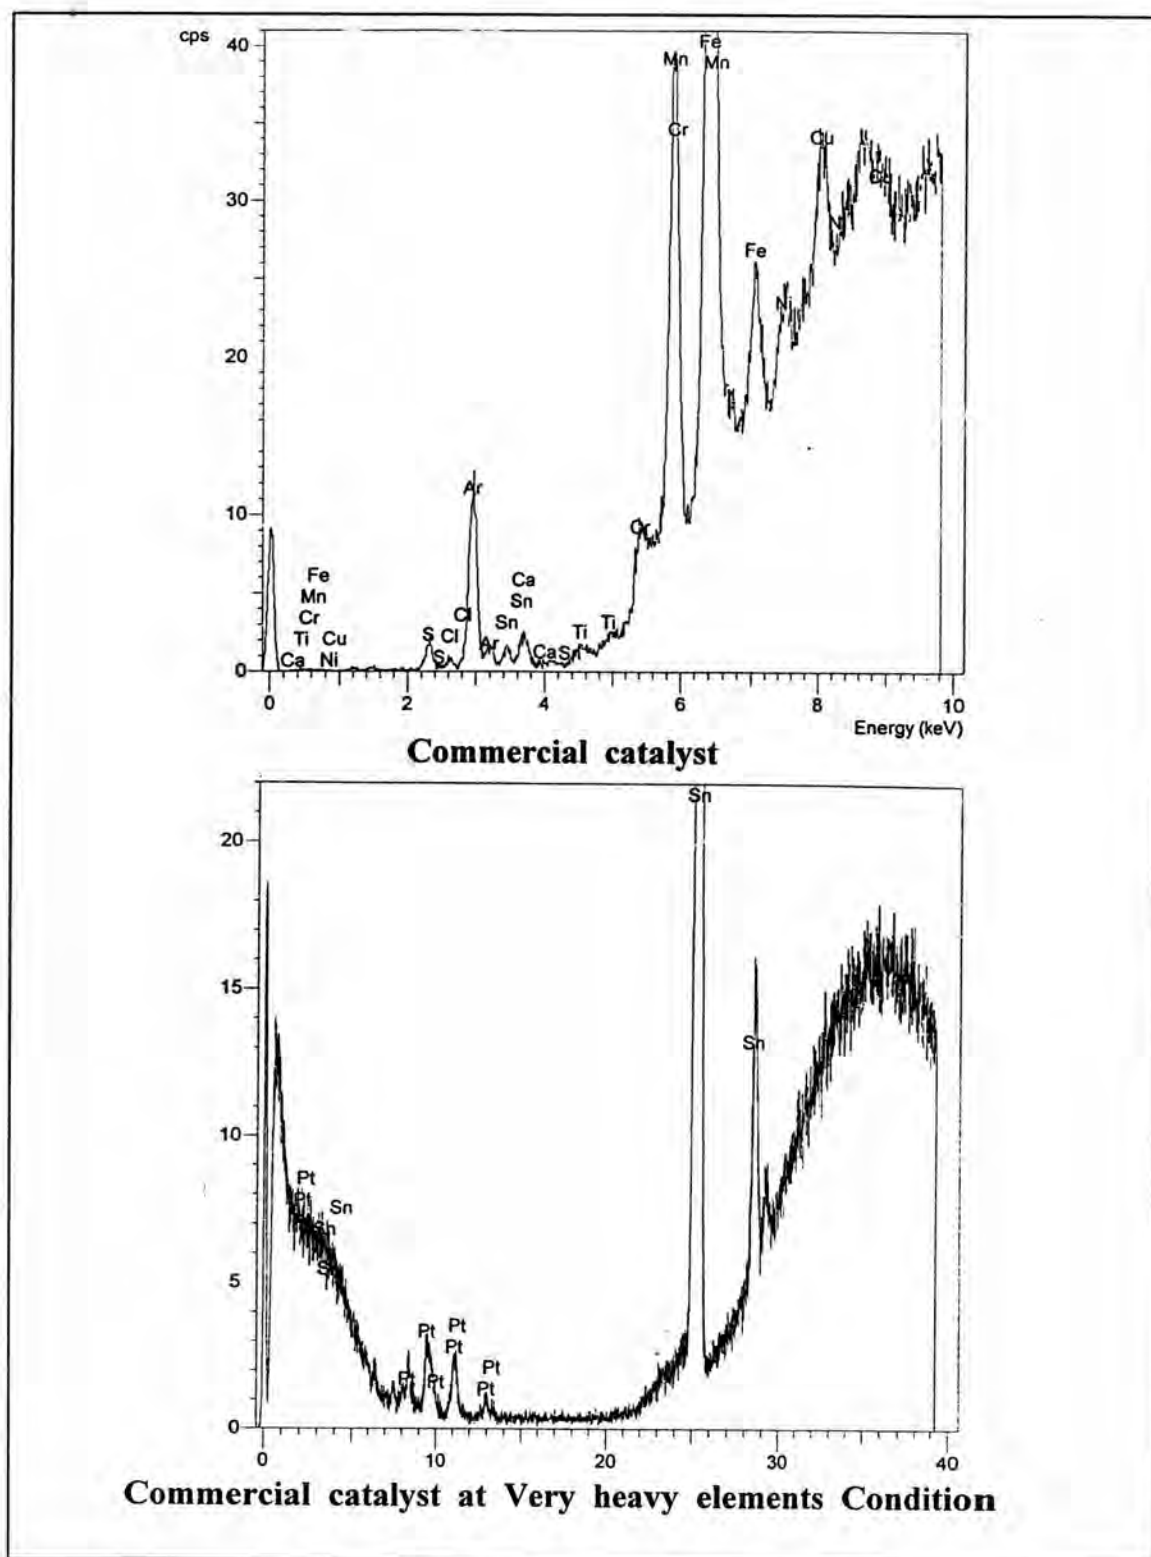 cps
40
Fe
Mn Mn
Cr
Cu
Cu
30
Fe
Ni
20
Ar
10
Cr
Fe
Ca
Mn
Sn
Cr
Cl Sn
Ti Cu
S Cl Ti Ti
Ar
Ca Ni
S Ca S
0
0 2 4 6 8 10
Energy (keV)
Commercial catalyst
Sn
20
15
Sn
10
Pt
Pt
Sn
Sn
5
Pt Pt
Pt
Pt Pt Pt
Pt
0
0 10 20 30 40
Commercial catalyst at Very heavy elements Condition